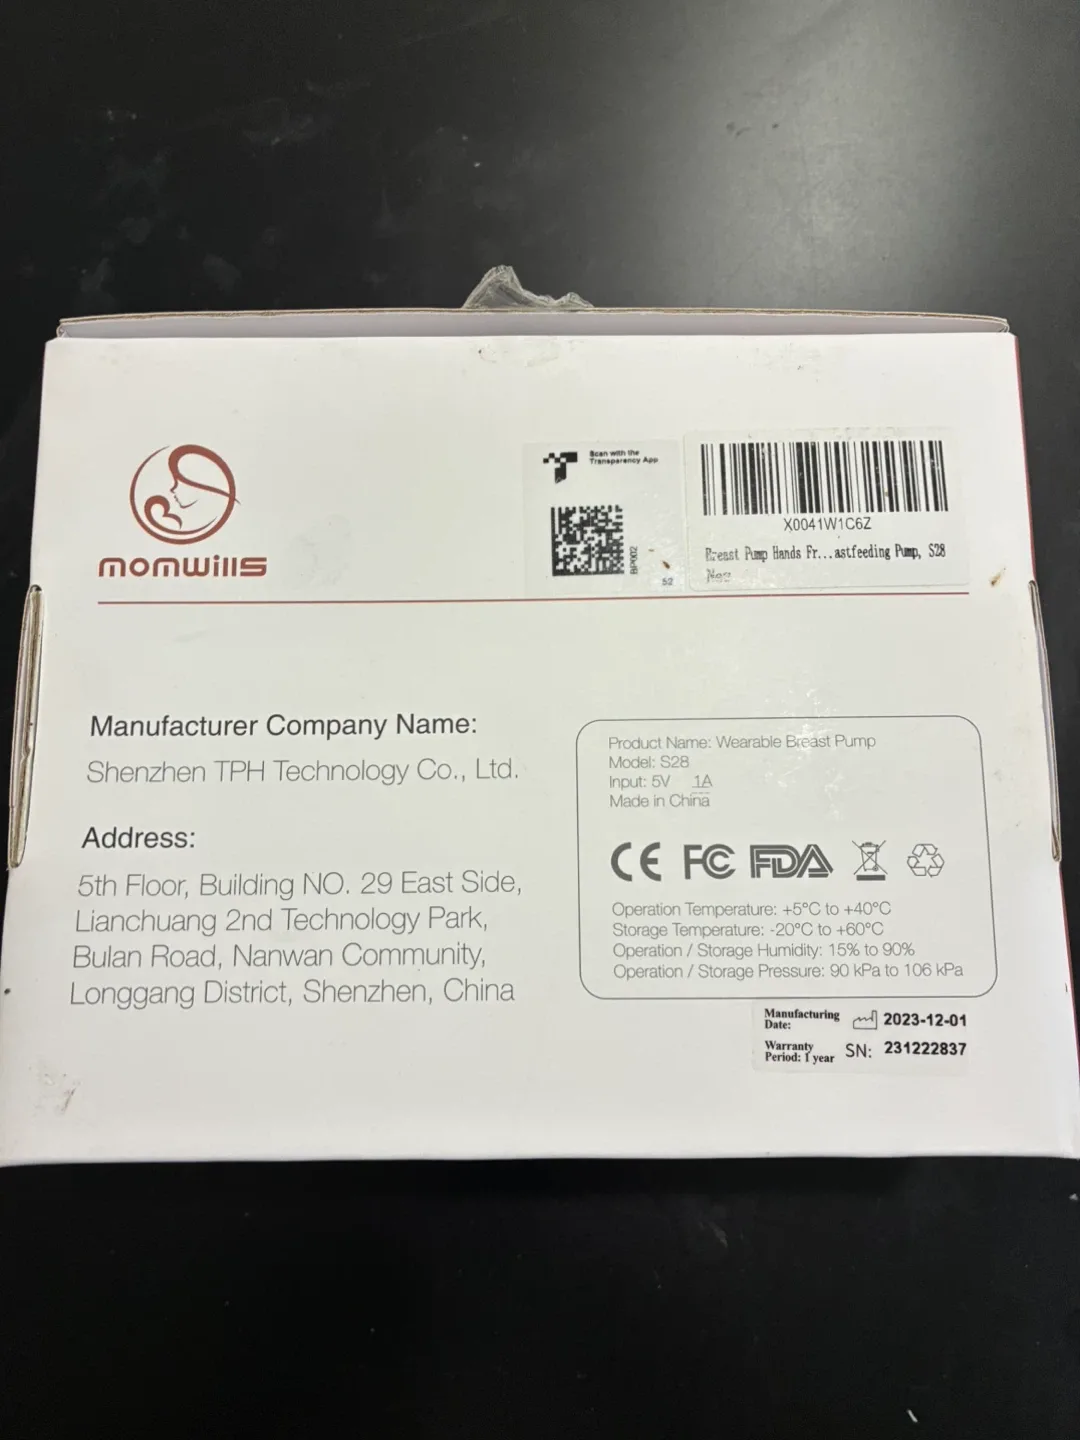 momwills
Scan with the
Transparency App
BP002
52
X0041W1C6Z
Breast Pump Hands Fr...astfeeding Pump, S28
Manufacturer Company Name:
Shenzhen TPH Technology Co., Ltd.
Address:
5th Floor, Building NO. 29 East Side,
Lianchuang 2nd Technology Park,
Bulan Road, Nanwan Community,
Longgang District, Shenzhen, China
Product Name: Wearable Breast Pump
Model: S28
Input: 5V 1A
Made in China
CE FC FDA
Operation Temperature: +5°C to +40°C
Storage Temperature: -20°C to +60°C
Operation / Storage Humidity: 15% to 90%
Operation / Storage Pressure: 90 kPa to 106 kPa
Manufacturing
Date: 2023-12-01
Warranty
Period: 1 year SN: 231222837